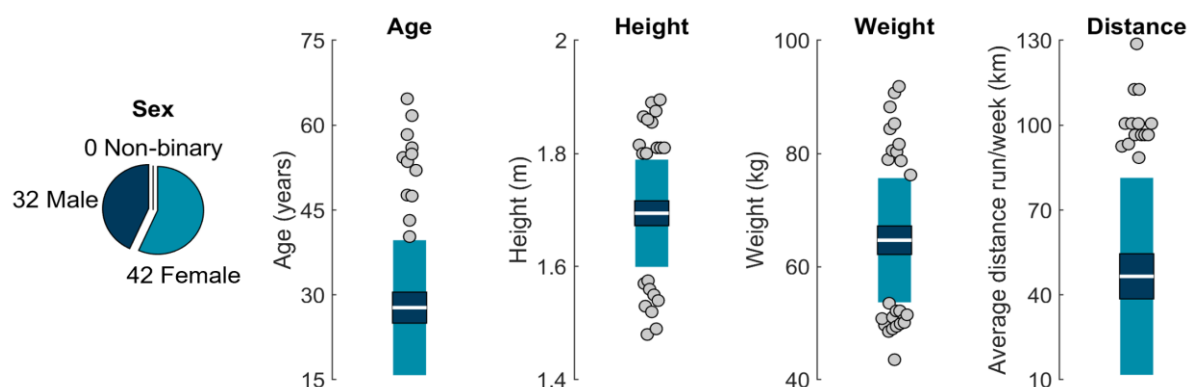 Sex
0 Non-binary
32 Male
42 Female
Age
Age (years)
75
60
45
30
15
Height
Height (m)
2
1.8
1.6
1.4
Weight
Weight (kg)
100
80
60
40
Distance
Average distance run/week (km)
130
100
70
40
10